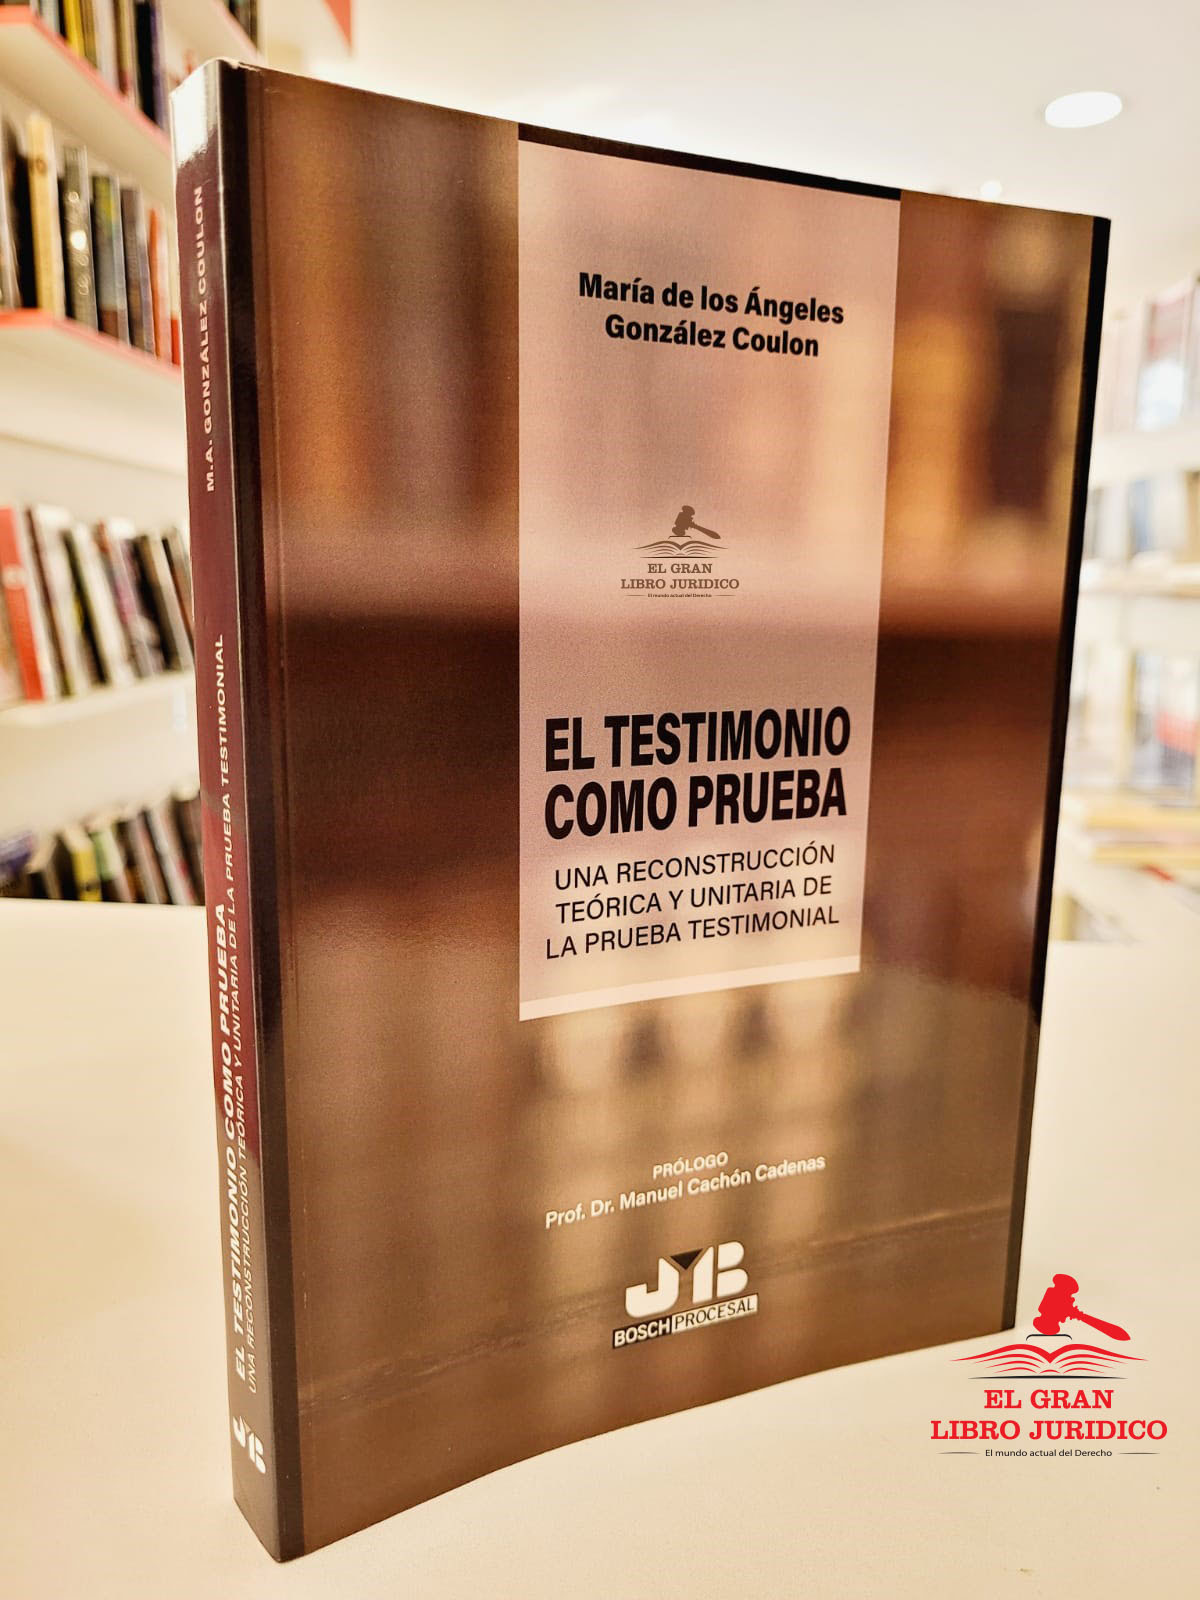 M.A. GONZÁLEZ COULON
EL TESTIMONIO COMO PRUEBA
UNA RECONSTRUCCIÓN TEÓRICA Y UNITARIA DE LA PRUEBA TESTIMONIAL
JMB
María de los Ángeles
González Coulon
EL GRAN
LIBRO JURIDICO
El mundo actual del Derecho
EL TESTIMONIO
COMO PRUEBA
UNA RECONSTRUCCIÓN
TEÓRICA Y UNITARIA DE
LA PRUEBA TESTIMONIAL
PRÓLOGO
Prof. Dr. Manuel Cachón Cadenas
JMB
BOSCH PROCESAL
EL GRAN
LIBRO JURIDICO
El mundo actual del Derecho